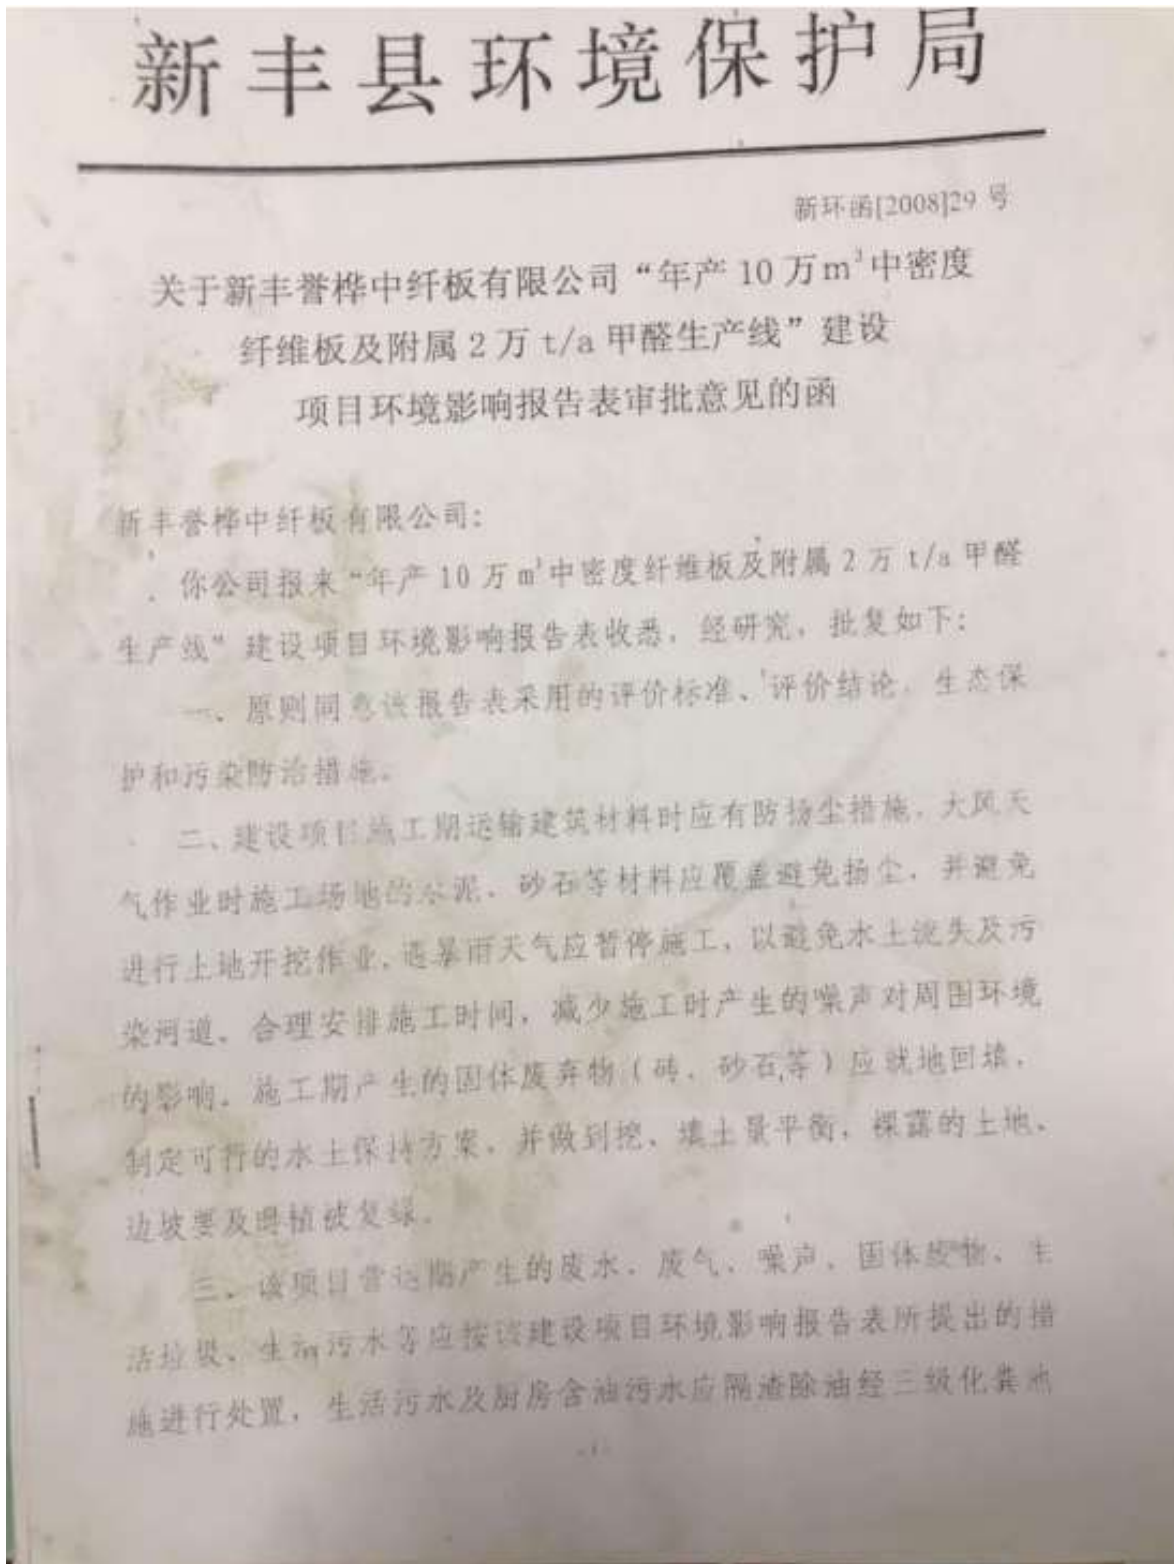 新丰县环境保护局
新环函[2008]29 号
关于新丰誉桦中纤板有限公司“年产 10 万m³中密度
纤维板及附属 2 万 t/a 甲醛生产线”建设
项目环境影响报告表审批意见的函
新丰誉桦中纤板有限公司:
你公司报来“年产 10 万 m³中密度纤维板及附属 2 万 t/a 甲醛
生产线”建设项目环境影响报告表收悉,经研究,批复如下:
一、原则同意该报告表采用的评价标准、评价结论、生态保
护和污染防治措施。
二、建设项目施工期运输建筑材料时应有防扬尘措施,大风天
气作业时施工场地的水泥、砂石等材料应覆盖避免扬尘,并避免
进行土地开挖作业,遇暴雨天气应暂停施工,以避免水土流失及污
染河道。合理安排施工时间,减少施工时产生的噪声对周围环境
的影响。施工期产生的固体废弃物(砖、砂石等)应就地回填,
制定可行的水土保持方案,并做到挖、填土量平衡,裸露的土地、
边坡要及时植被复绿。
三、该项目营运期产生的废水、废气、噪声、固体废物、生
活垃圾、生活污水等应按该建设项目环境影响报告表所提出的措
施进行处置,生活污水及厨房含油污水应隔渣除油经三级化粪池
-1-